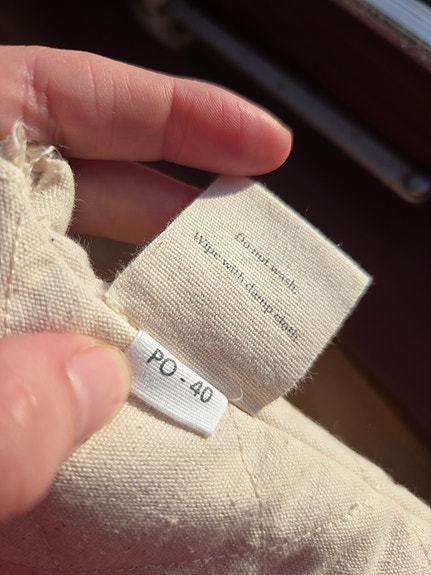 Do not wash.
Wipe with damp cloth.
PO - 40